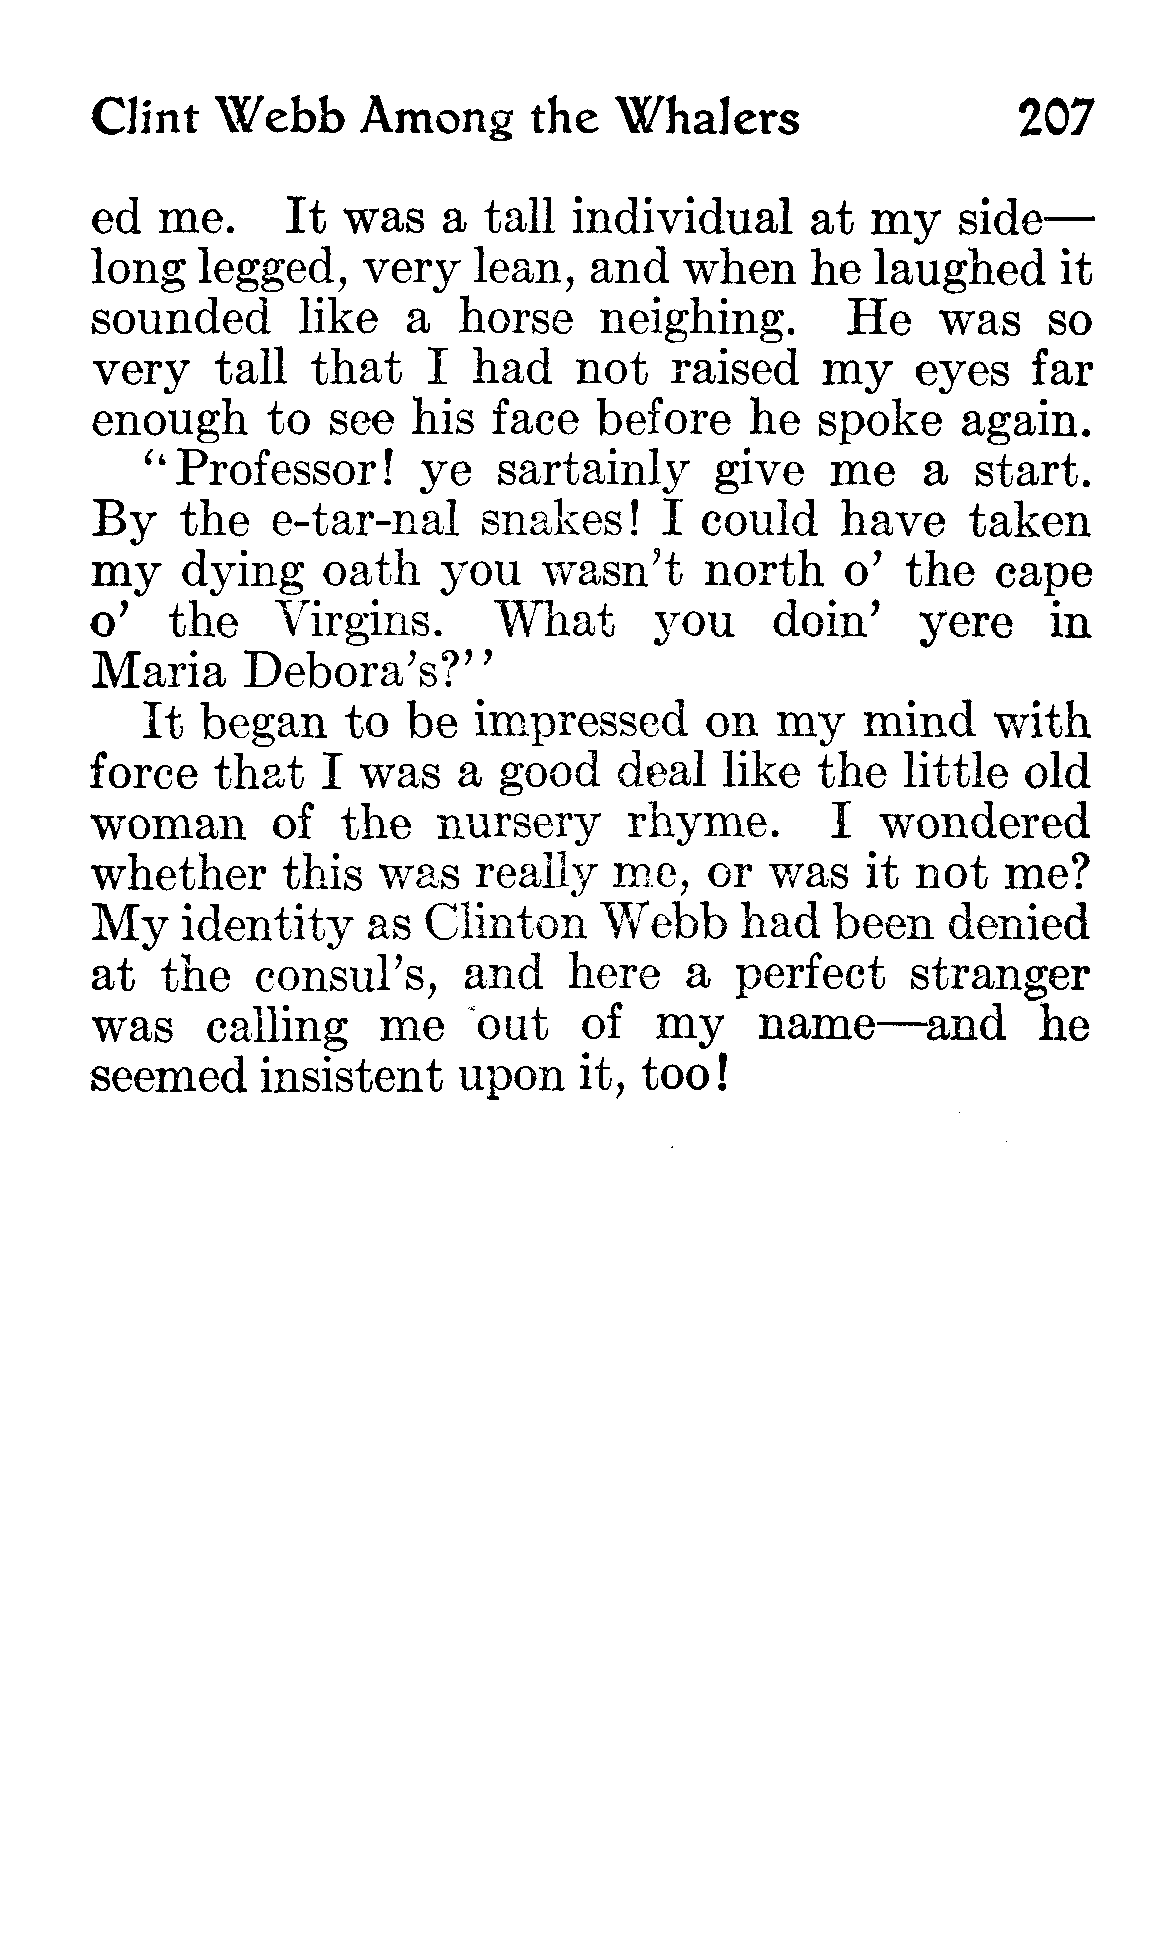 Clint Webb Among the Whalers 207
ed me. It was a tall individual at my side—
long legged, very lean, and when he laughed it
sounded like a horse neighing. He was so
very tall that I had not raised my eyes far
enough to see his face before he spoke again.
"Professor! ye sartainly give me a start.
By the e-tar-nal snakes! I could have taken
my dying oath you wasn't north o' the cape
o' the Virgins. What you doin' yere in
Maria Debora's?"
It began to be impressed on my mind with
force that I was a good deal like the little old
woman of the nursery rhyme. I wondered
whether this was really me, or was it not me?
My identity as Clinton Webb had been denied
at the consul's, and here a perfect stranger
was calling me out of my name—and he
seemed insistent upon it, too!